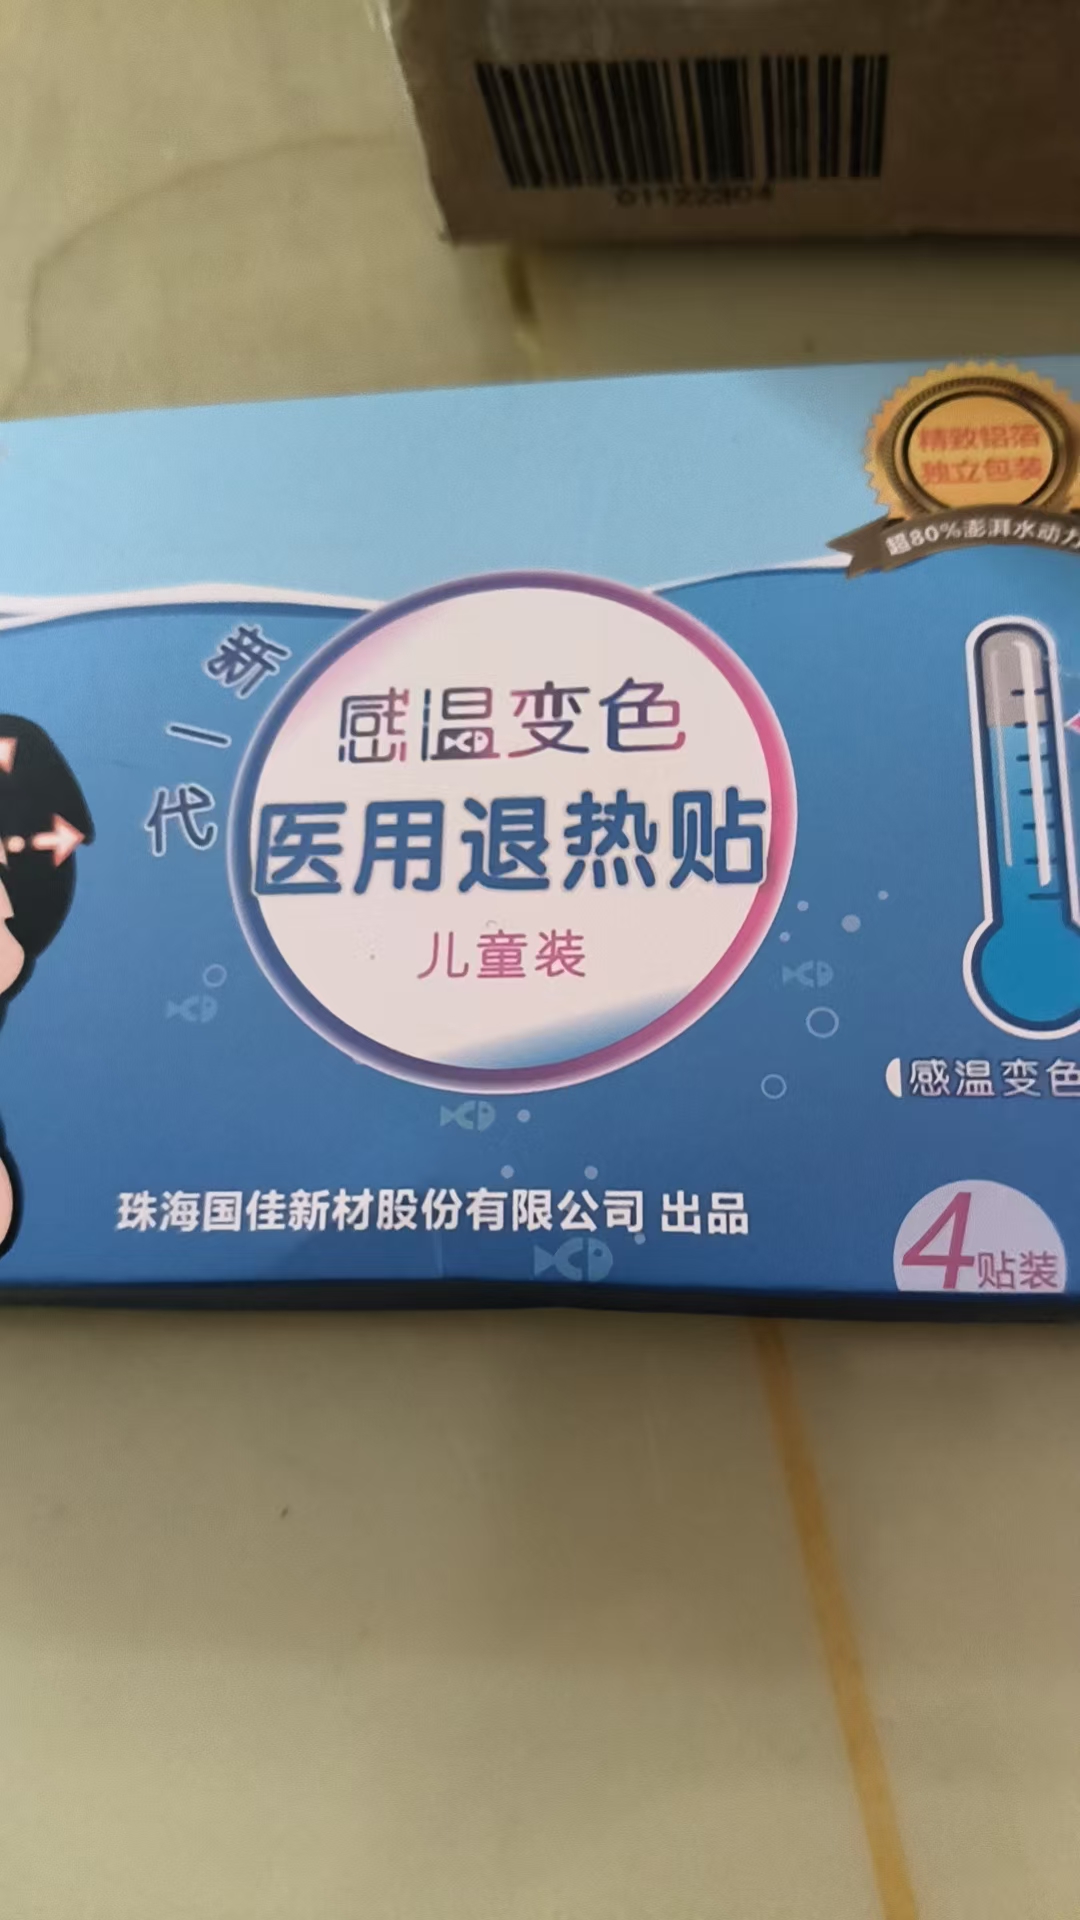 01122304
精致铝箔
独立包装
超80%澎湃水动力
新一代
感温变色
医用退热贴
儿童装
感温变色
珠海国佳新材股份有限公司 出品
4贴装